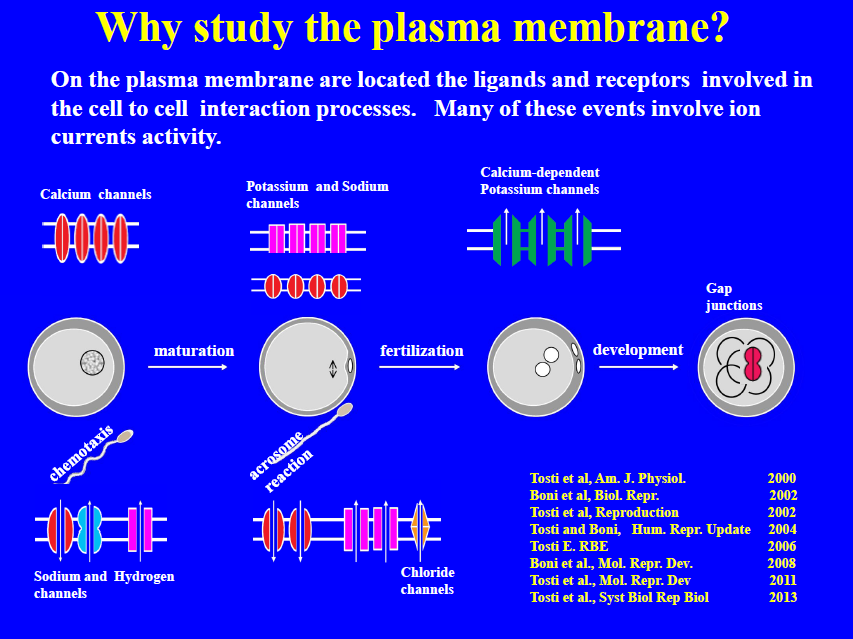 Why study the plasma membrane?
On the plasma membrane are located the ligands and receptors involved in
the cell to cell interaction processes. Many of these events involve ion
currents activity.
Calcium channels
Potassium and Sodium
channels
Calcium-dependent
Potassium channels
Gap
junctions
maturation
fertilization
development
chemotaxis
acrosome
reaction
Sodium and Hydrogen
channels
Chloride
channels
Tosti et al, Am. J. Physiol. 2000
Boni et al, Biol. Repr. 2002
Tosti et al, Reproduction 2002
Tosti and Boni, Hum. Repr. Update 2004
Tosti E. RBE 2006
Boni et al., Mol. Repr. Dev. 2008
Tosti et al., Mol. Repr. Dev 2011
Tosti et al., Syst Biol Rep Biol 2013